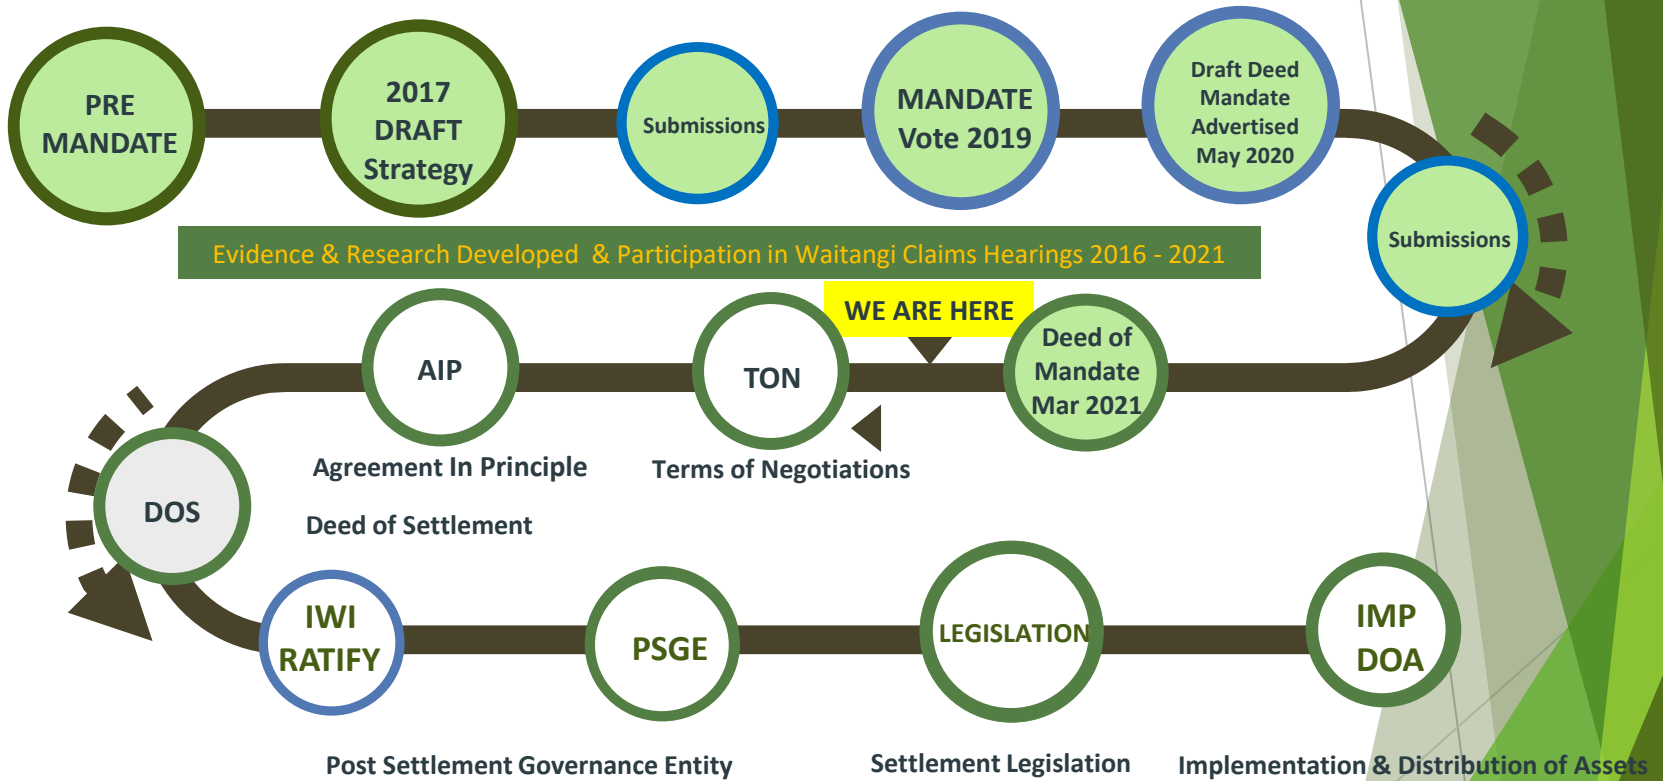 PRE
MANDATE
2017
DRAFT
Strategy
Submissions
MANDATE
Vote 2019
Draft Deed
Mandate
Advertised
May 2020
Submissions
Evidence & Research Developed & Participation in Waitangi Claims Hearings 2016 - 2021
WE ARE HERE
Deed of
Mandate
Mar 2021
TON
AIP
Agreement In Principle
Terms of Negotiations
DOS
Deed of Settlement
IWI
RATIFY
PSGE
LEGISLATION
IMP
DOA
Post Settlement Governance Entity
Settlement Legislation
Implementation & Distribution of Assets